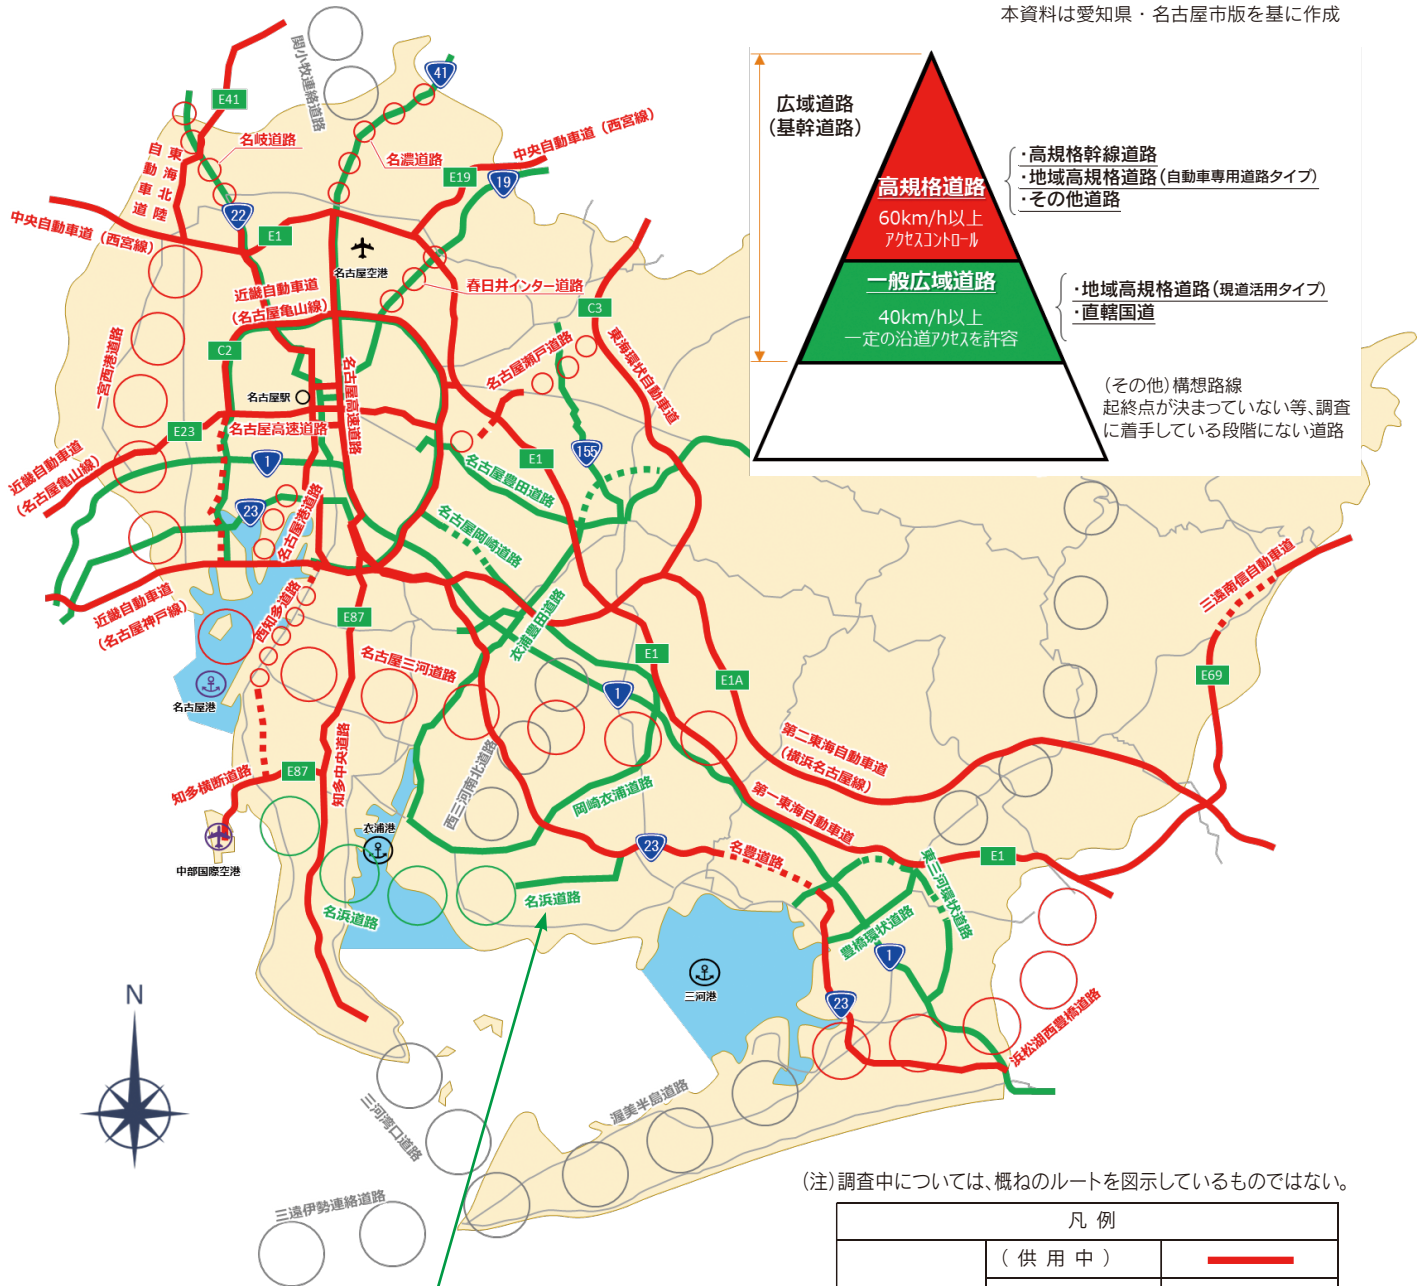 本資料は愛知県・名古屋市版を基に作成
広域道路
(基幹道路)
高規格道路
60km/h以上
アクセスコントロール
・高規格幹線道路
・地域高規格道路(自動車専用道路タイプ)
・その他道路
一般広域道路
40km/h以上
一定の沿道アクセスを許容
・地域高規格道路(現道活用タイプ)
・直轄国道
(その他)構想路線
起終点が決まっていない等、調査
に着手している段階にない道路
関小牧連絡道路
41
E41
名岐道路
東海北陸
自動車道
名濃道路
中央自動車道(西宮線)
E19
19
22
中央自動車道(西宮線)
E1
名古屋空港
近畿自動車道
(名古屋亀山線)
春日井インター道路
C3
東海環状自動車道
C2
一宮西港道路
名古屋瀬戸道路
名古屋高速道路
名古屋駅
名古屋高速道路
E23
近畿自動車道
(名古屋亀山線)
1
E1
155
名古屋豊田道路
23
名古屋港道路
名古屋岡崎道路
近畿自動車道
(名古屋神戸線)
西知多道路
E87
衣浦豊田道路
三遠南信自動車道
名古屋三河道路
E1
E1A
E69
1
名古屋港
第二東海自動車道
(横浜名古屋線)
西三河南北道路
知多中央道路
知多横断道路
E87
岡崎衣浦道路
第一東海自動車道
衣浦港
中部国際空港
23
名豊道路
E1
東三河環状道路
名浜道路
名浜道路
豊橋環状道路
1
三河港
23
浜松湖西豊橋道路
N
三河湾口道路
渥美半島道路
三遠伊勢連絡道路
(注)調査中については、概ねのルートを図示しているものではない。
凡例
(供用中)